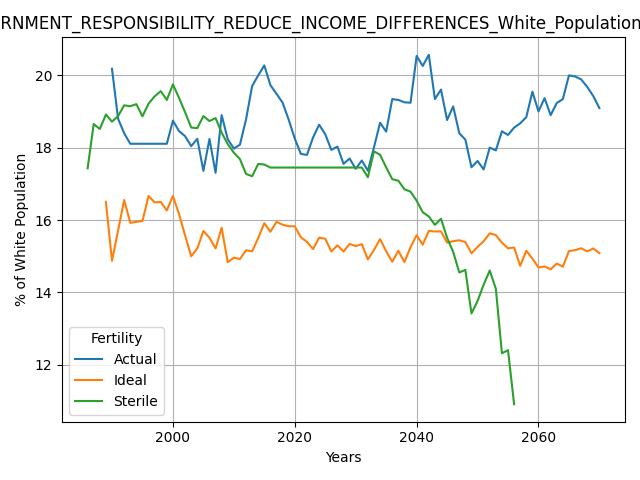 RNMENT_RESPONSIBILITY_REDUCE_INCOME_DIFFERENCES_White_Population
20
18
16
14
12
% of White Population
Fertility
Actual
Ideal
Sterile
2000 2020 2040 2060
Years